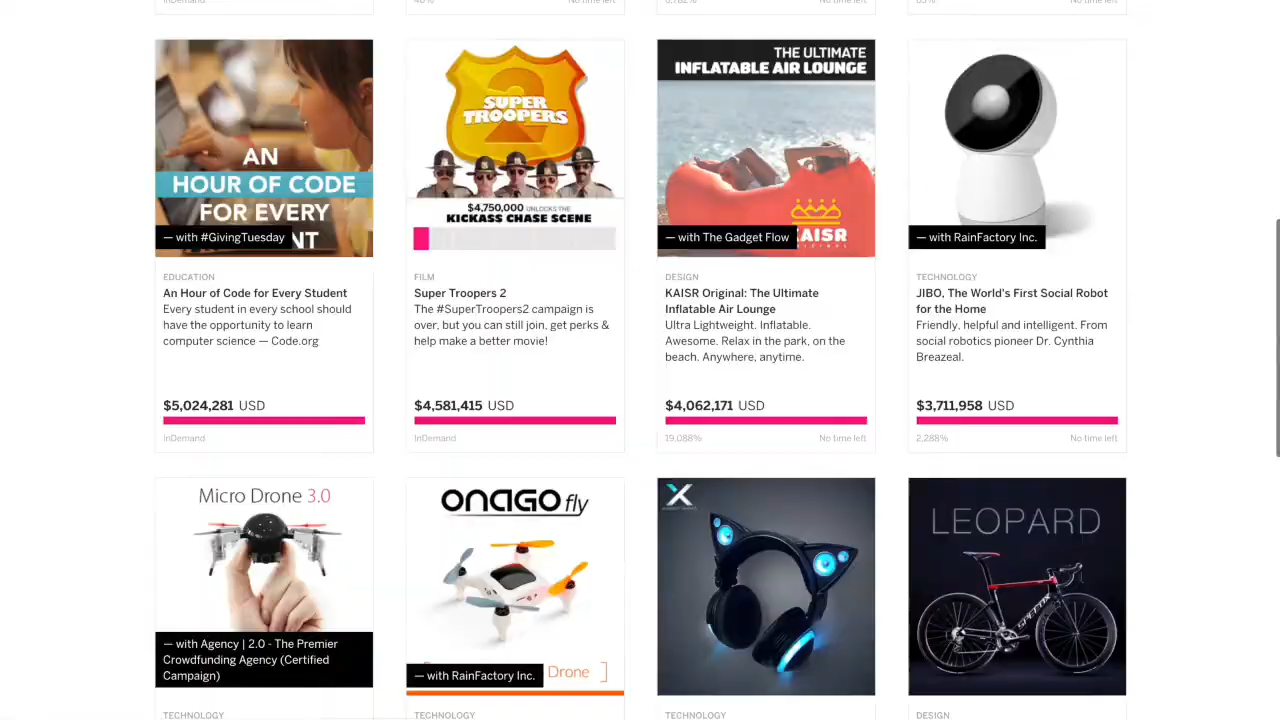 InDemand
No time left
No time left
THE ULTIMATE
INFLATABLE AIR LOUNGE
SUPER
TROOPERS
2
AN
HOUR OF CODE
FOR EVERY
NT
— with #GivingTuesday
$4,750,000 UNLOCKS THE
KICKASS CHASE SCENE
KAISR
— with The Gadget Flow
— with RainFactory Inc.
EDUCATION
An Hour of Code for Every Student
Every student in every school should
have the opportunity to learn
computer science — Code.org
$5,024,281 USD
InDemand
FILM
Super Troopers 2
The #SuperTroopers2 campaign is
over, but you can still join, get perks &
help make a better movie!
$4,581,415 USD
InDemand
DESIGN
KAISR Original: The Ultimate
Inflatable Air Lounge
Ultra Lightweight. Inflatable.
Awesome. Relax in the park, on the
beach. Anywhere, anytime.
$4,062,171 USD
19,088%
No time left
TECHNOLOGY
JIBO, The World's First Social Robot
for the Home
Friendly, helpful and intelligent. From
social robotics pioneer Dr. Cynthia
Breazeal.
$3,711,958 USD
2,288%
No time left
Micro Drone 3.0
— with Agency | 2.0 - The Premier
Crowdfunding Agency (Certified
Campaign)
TECHNOLOGY
ONAGO fly
Drone ]
— with RainFactory Inc.
TECHNOLOGY
X
TECHNOLOGY
LEOPARD
DESIGN